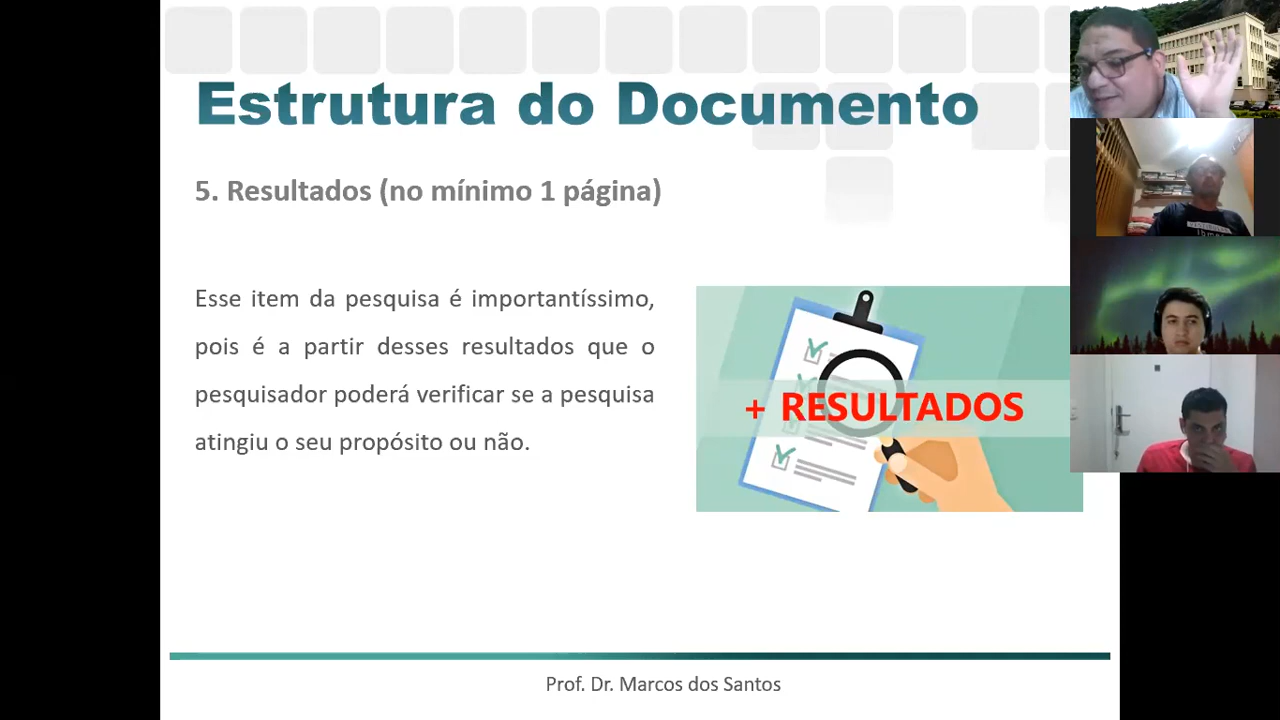 Estrutura do Documento
5. Resultados (no mínimo 1 página)
Esse item da pesquisa é importantíssimo,
pois é a partir desses resultados que o
pesquisador poderá verificar se a pesquisa
atingiu o seu propósito ou não.
+ RESULTADOS
Prof. Dr. Marcos dos Santos